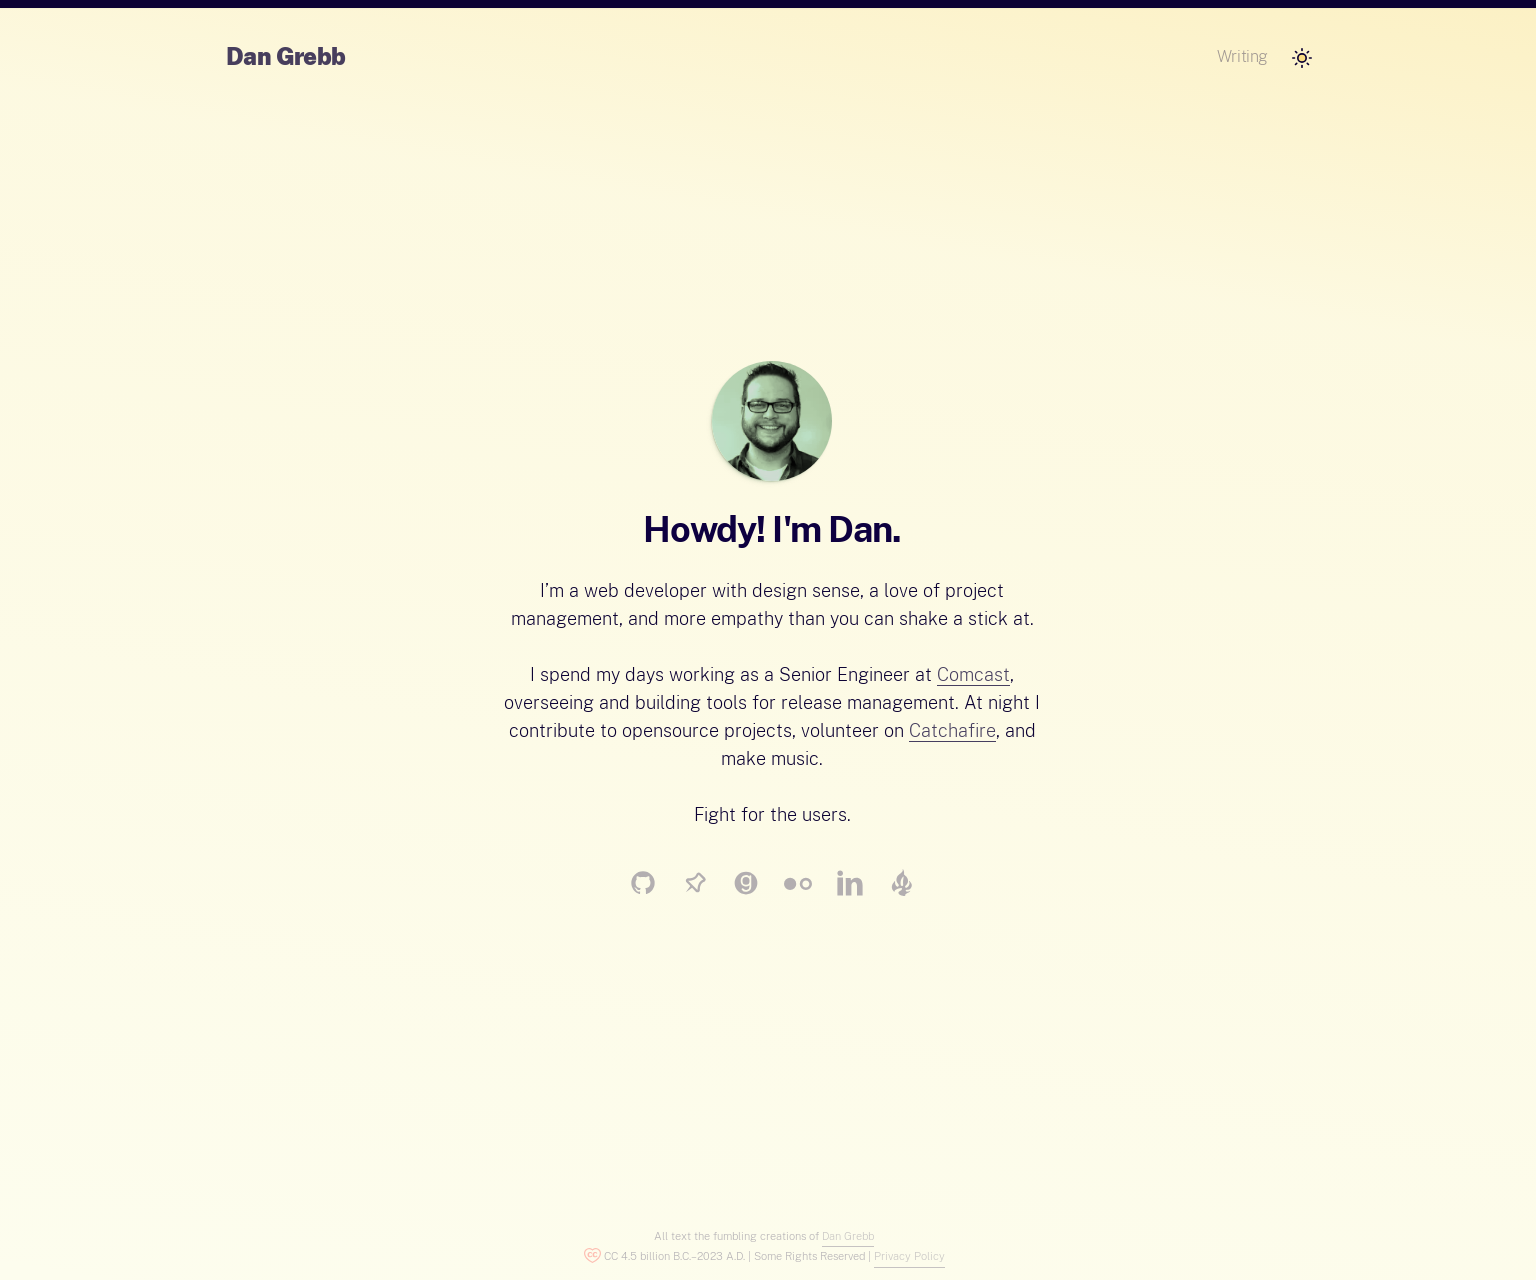 Dan Grebb
Writing
Howdy! I'm Dan.
I’m a web developer with design sense, a love of project
management, and more empathy than you can shake a stick at.
I spend my days working as a Senior Engineer at Comcast,
overseeing and building tools for release management. At night I
contribute to opensource projects, volunteer on Catchafire, and
make music.
Fight for the users.
All text the fumbling creations of Dan Grebb
CC 4.5 billion B.C.–2023 A.D. | Some Rights Reserved | Privacy Policy